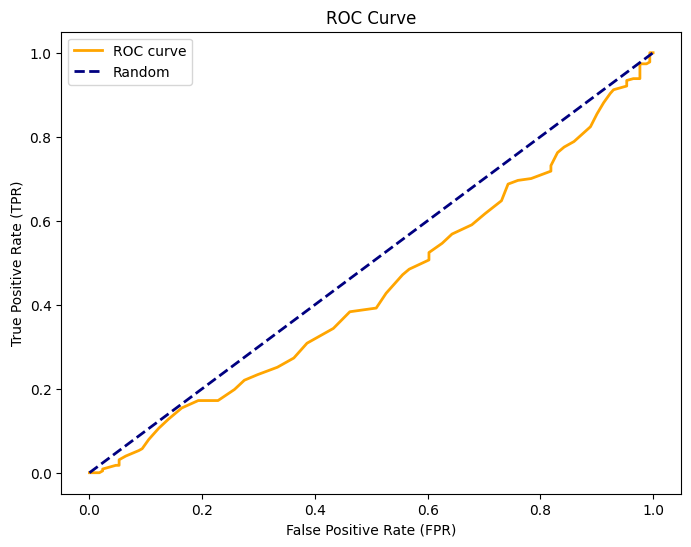 ROC Curve
ROC curve
Random
True Positive Rate (TPR)
1.0
0.8
0.6
0.4
0.2
0.0
0.0 0.2 0.4 0.6 0.8 1.0
False Positive Rate (FPR)